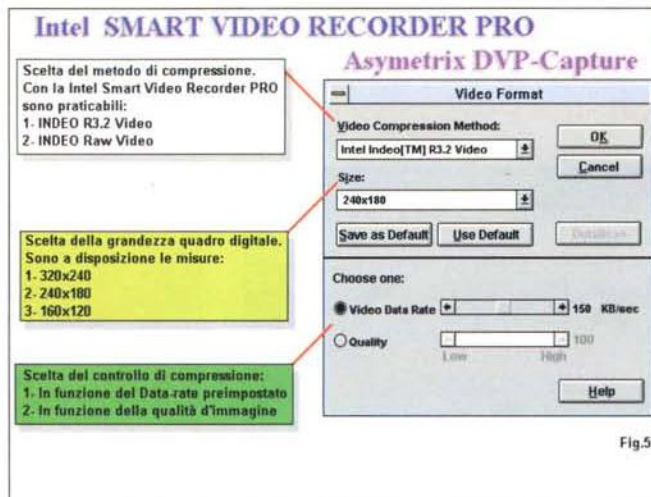 Intel SMART VIDEO RECORDER PRO
Asymetrix DVP-Capture
Scelta del metodo di compressione.
Con la Intel Smart Video Recorder PRO
sono praticabili:
1- INDEO R3.2 Video
2- INDEO Raw Video
Scelta della grandezza quadro digitale.
Sono a disposizione le misure:
1- 320x240
2- 240x180
3- 160x120
Scelta del controllo di compressione:
1- In funzione del Data-rate preimpostato
2- In funzione della qualità d'immagine
Video Format
Video Compression Method:
Intel Indeo[TM] R3.2 Video
OK
Cancel
Size:
240x180
Save as Default
Use Default
Details>>
Choose one:
Video Data Rate
150 KB/sec
Quality
100
Low
High
Help
Fig.5